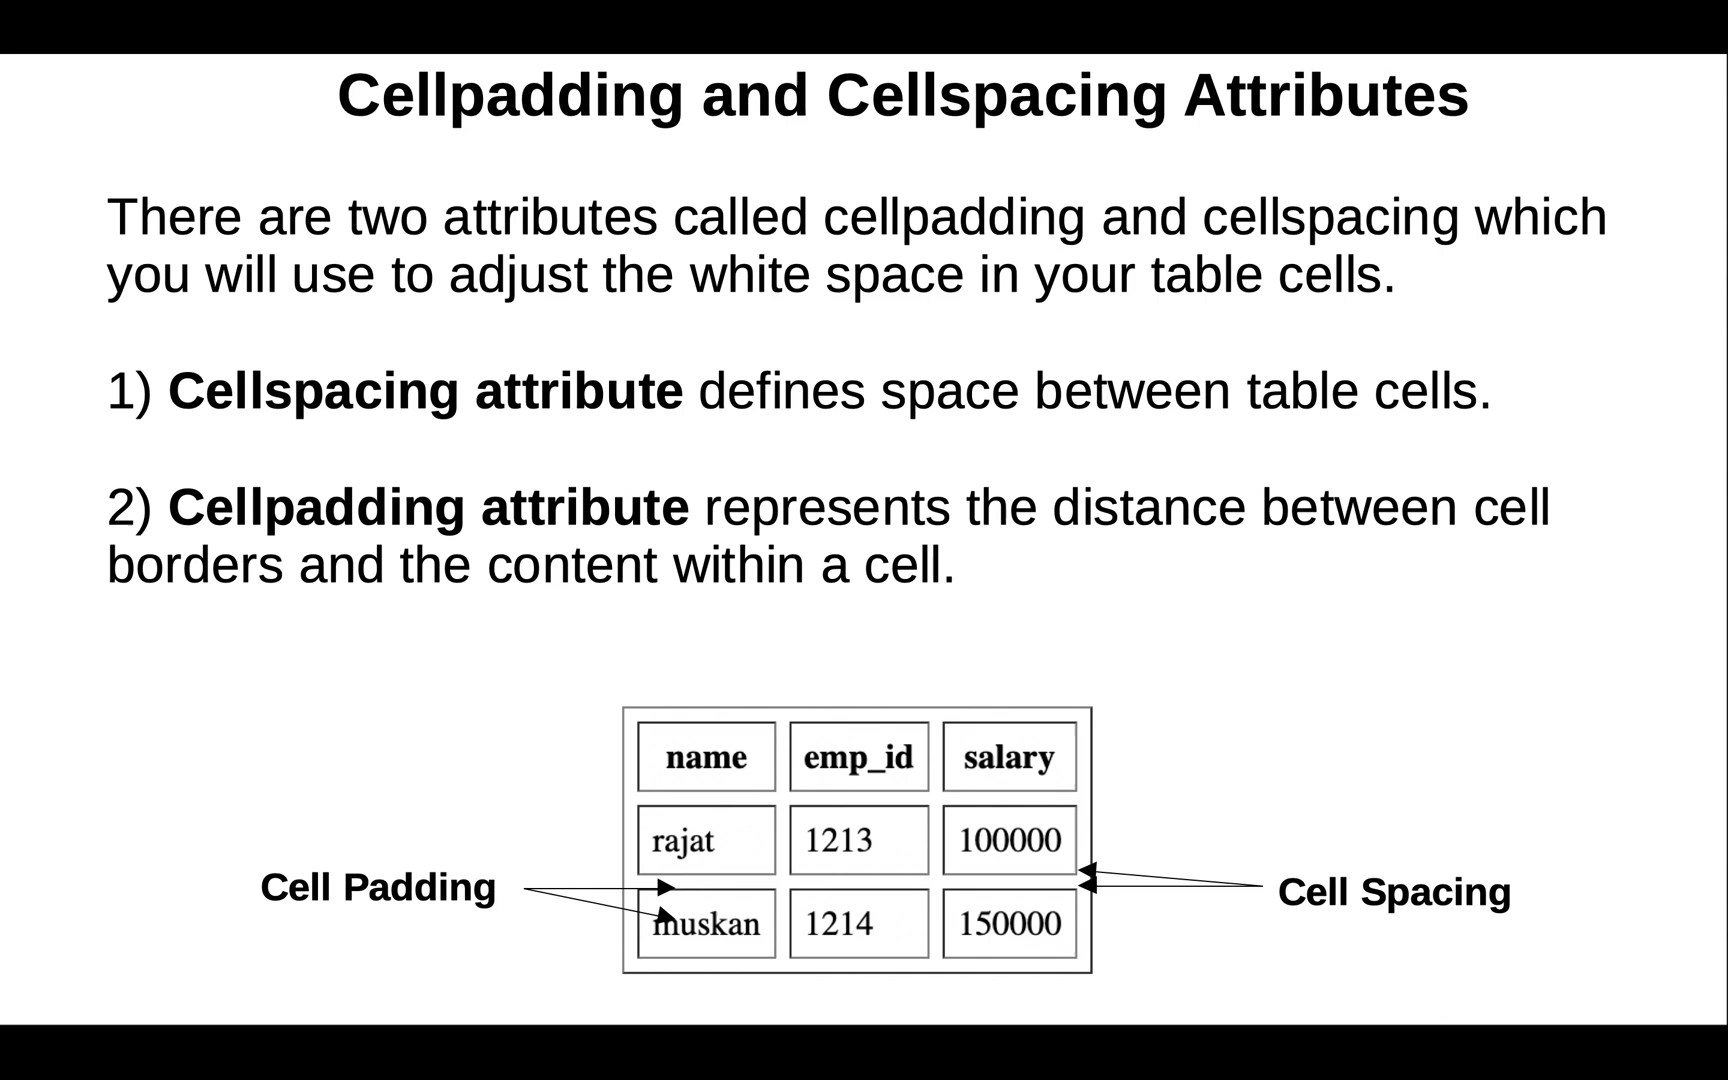 Cellpadding and Cellspacing Attributes
There are two attributes called cellpadding and cellspacing which
you will use to adjust the white space in your table cells.
1) Cellspacing attribute defines space between table cells.
2) Cellpadding attribute represents the distance between cell
borders and the content within a cell.
name emp_id salary
rajat 1213 100000
Cell Padding
Cell Spacing
muskan 1214 150000